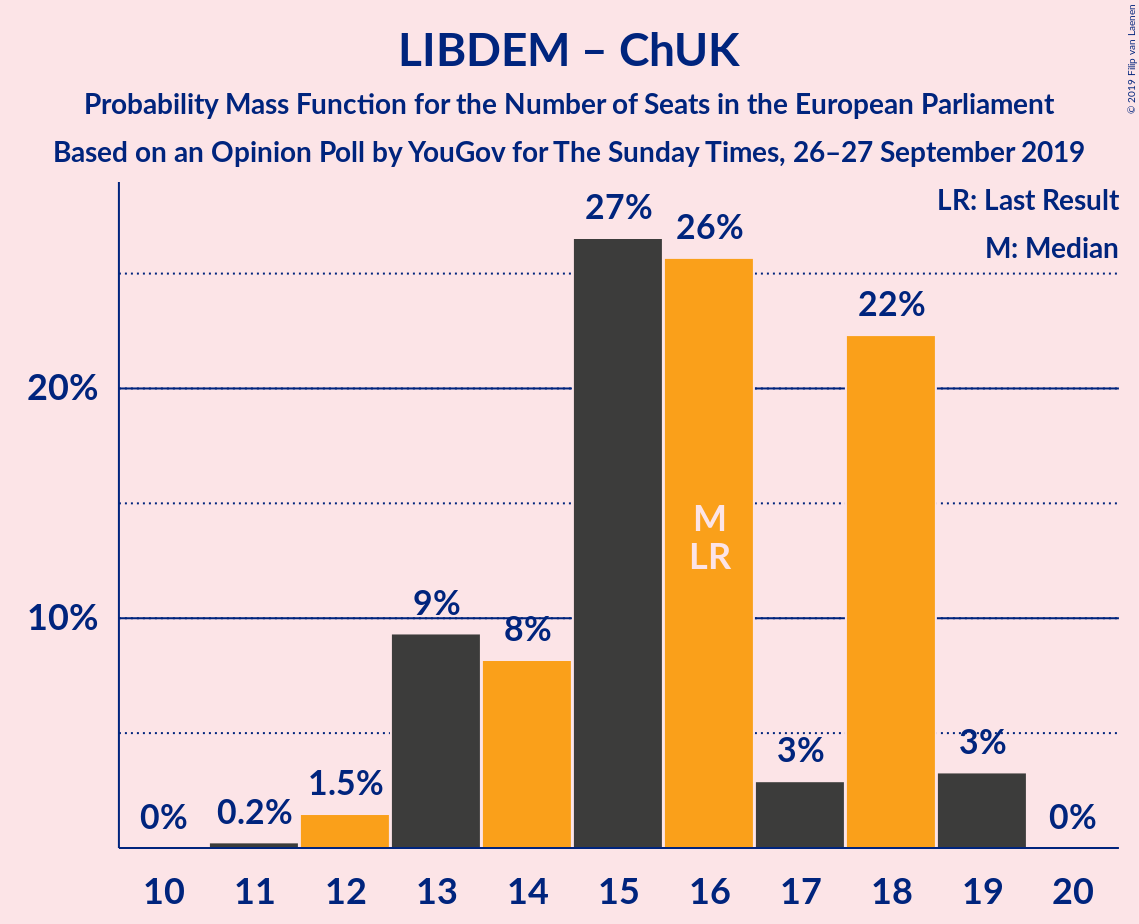 LIBDEM – ChUK
Probability Mass Function for the Number of Seats in the European Parliament
Based on an Opinion Poll by YouGov for The Sunday Times, 26–27 September 2019
© 2019 Filip van Laenen
LR: Last Result
M: Median
27%
26%
22%
20%
M
LR
9%
8%
10%
3%
3%
1.5%
0.2%
0%
0%
10 11 12 13 14 15 16 17 18 19 20